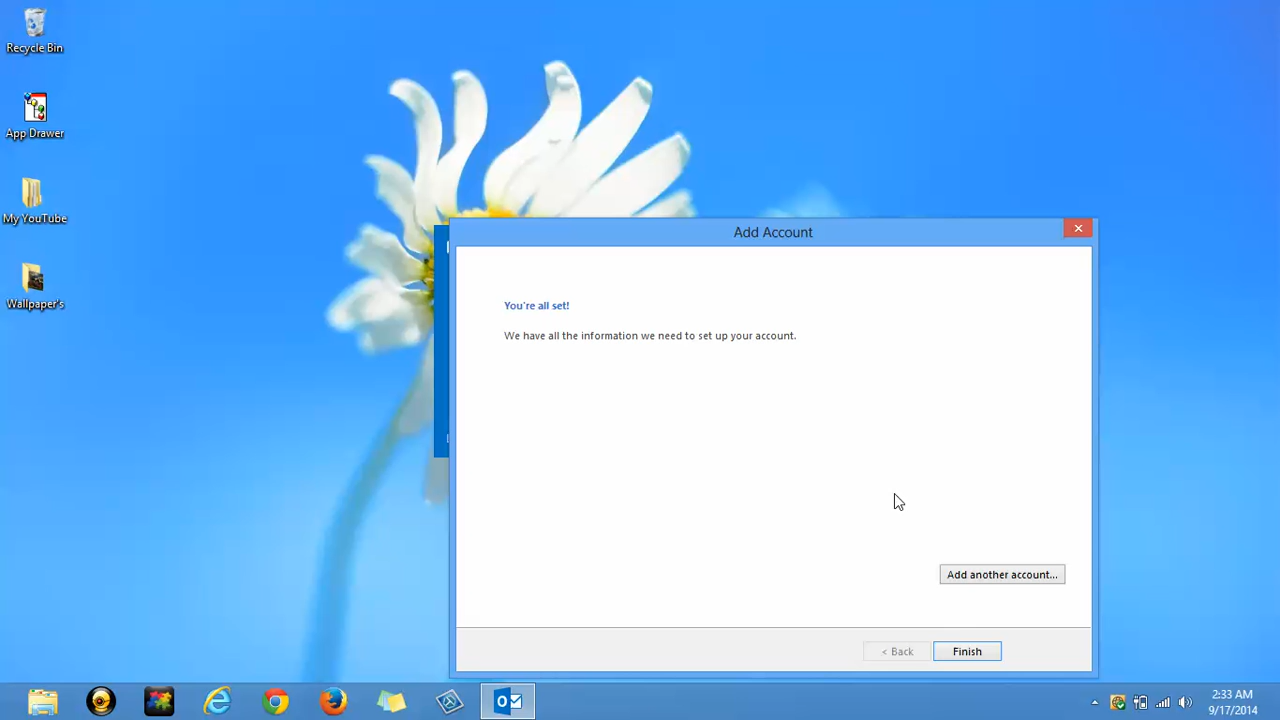 Recycle Bin
App Drawer
My YouTube
Wallpaper's
Add Account
You're all set!
We have all the information we need to set up your account.
Add another account...
< Back
Finish
2:33 AM
9/17/2014